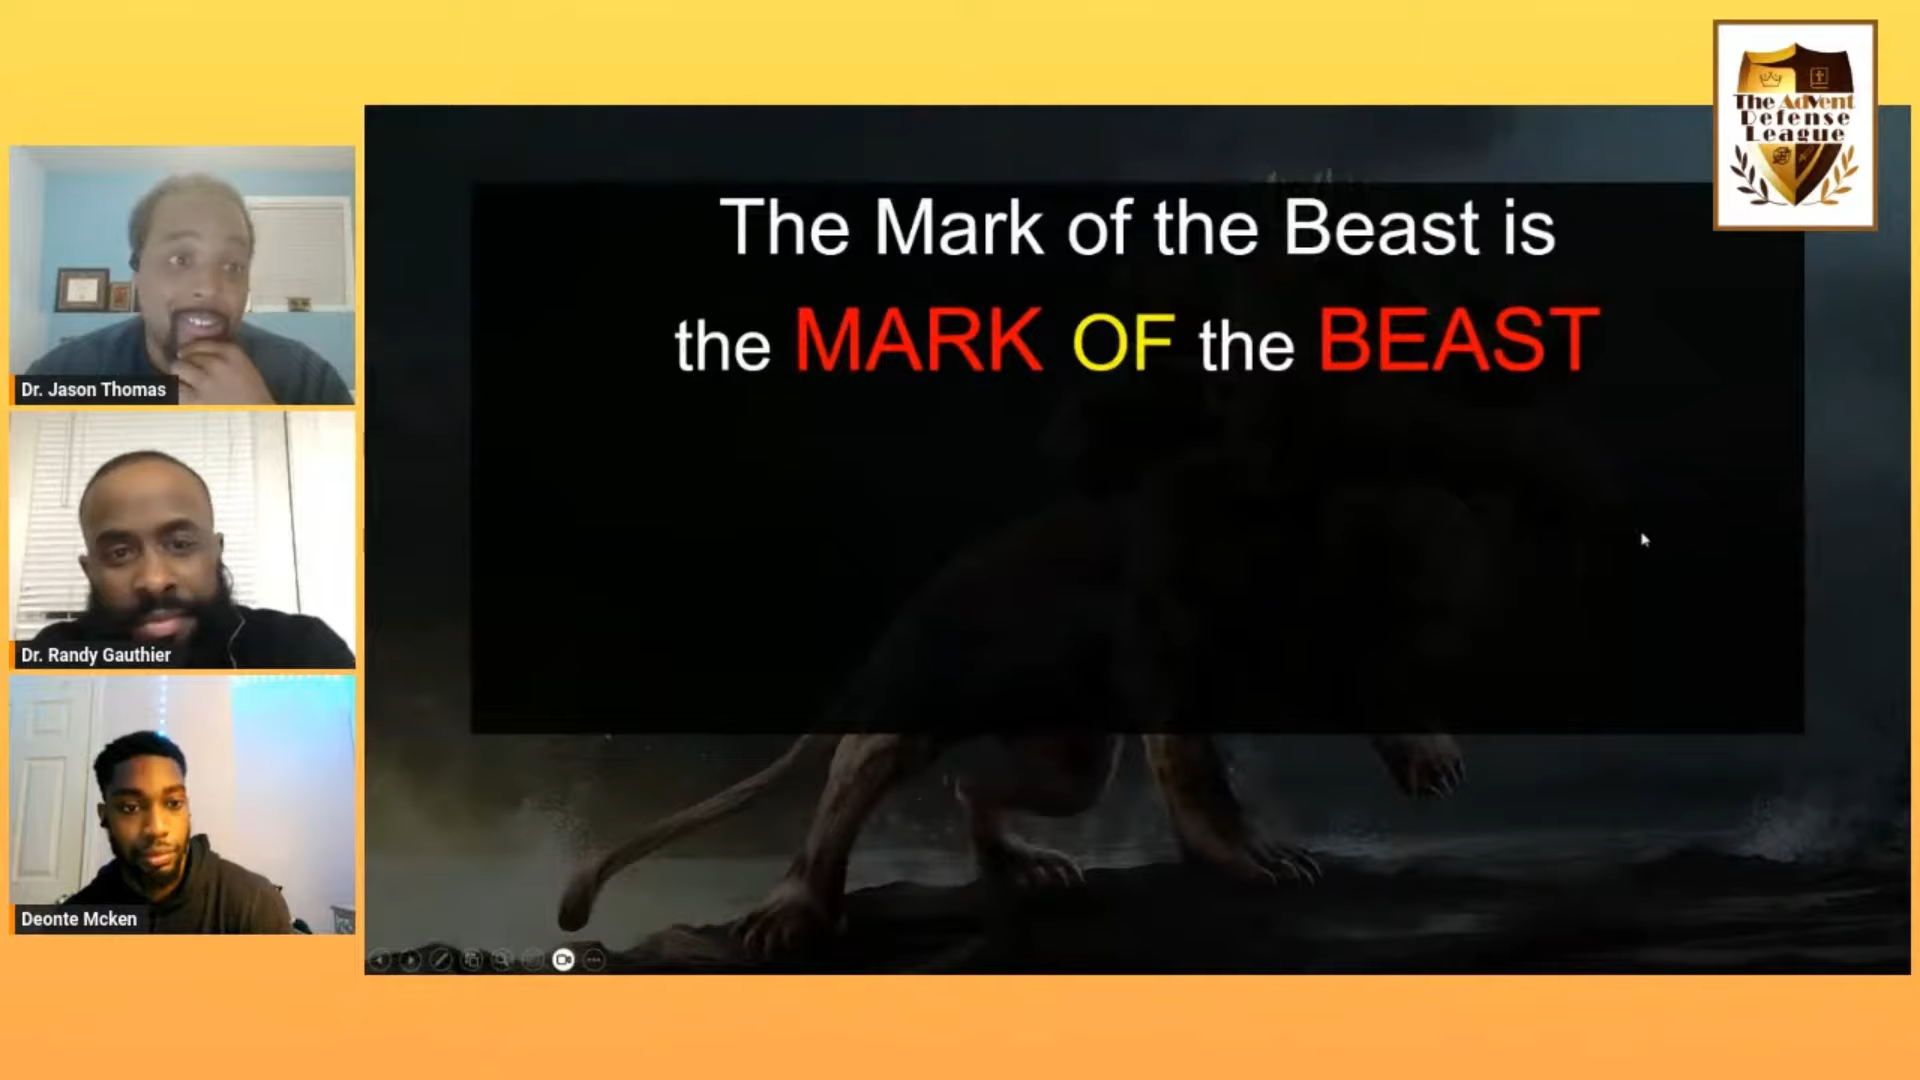 The Advent
Defense
League
The Mark of the Beast is
the MARK OF the BEAST
Dr. Jason Thomas
Dr. Randy Gauthier
Deonte Mcken